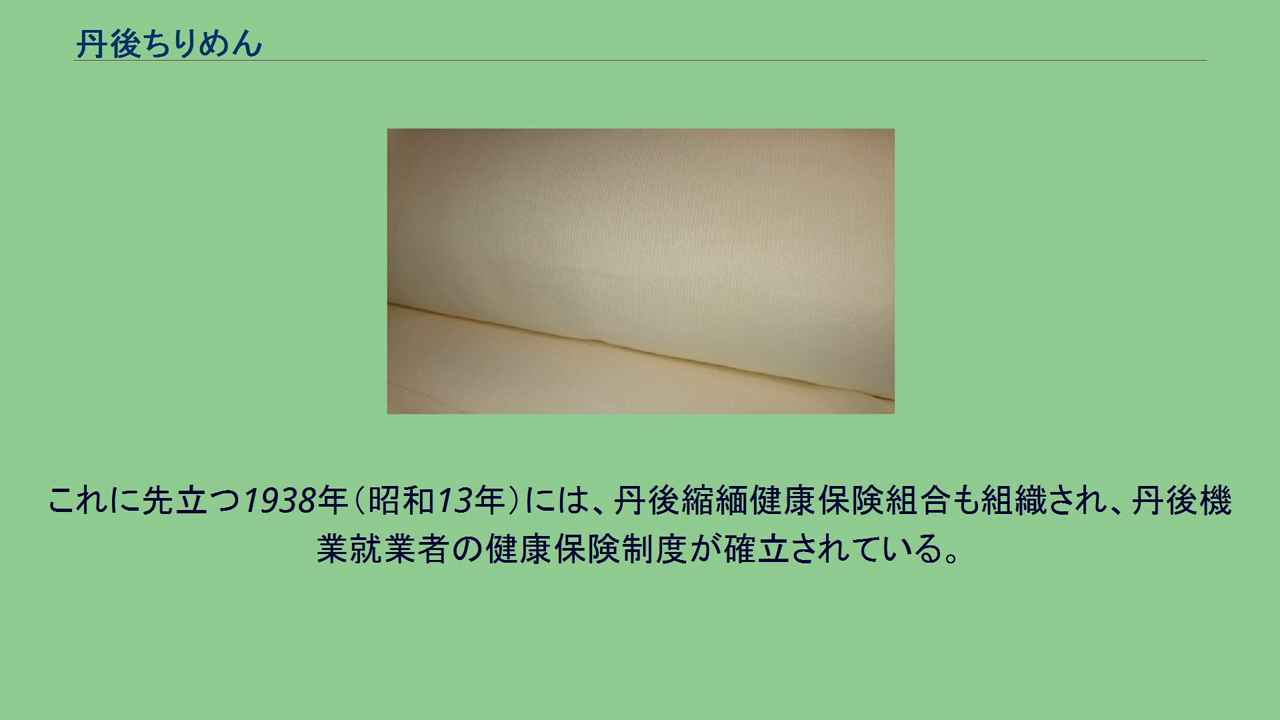 丹後ちりめん
これに先立つ1938年（昭和13年）には、丹後縮緬健康保険組合も組織され、丹後機
業就業者の健康保険制度が確立されている。